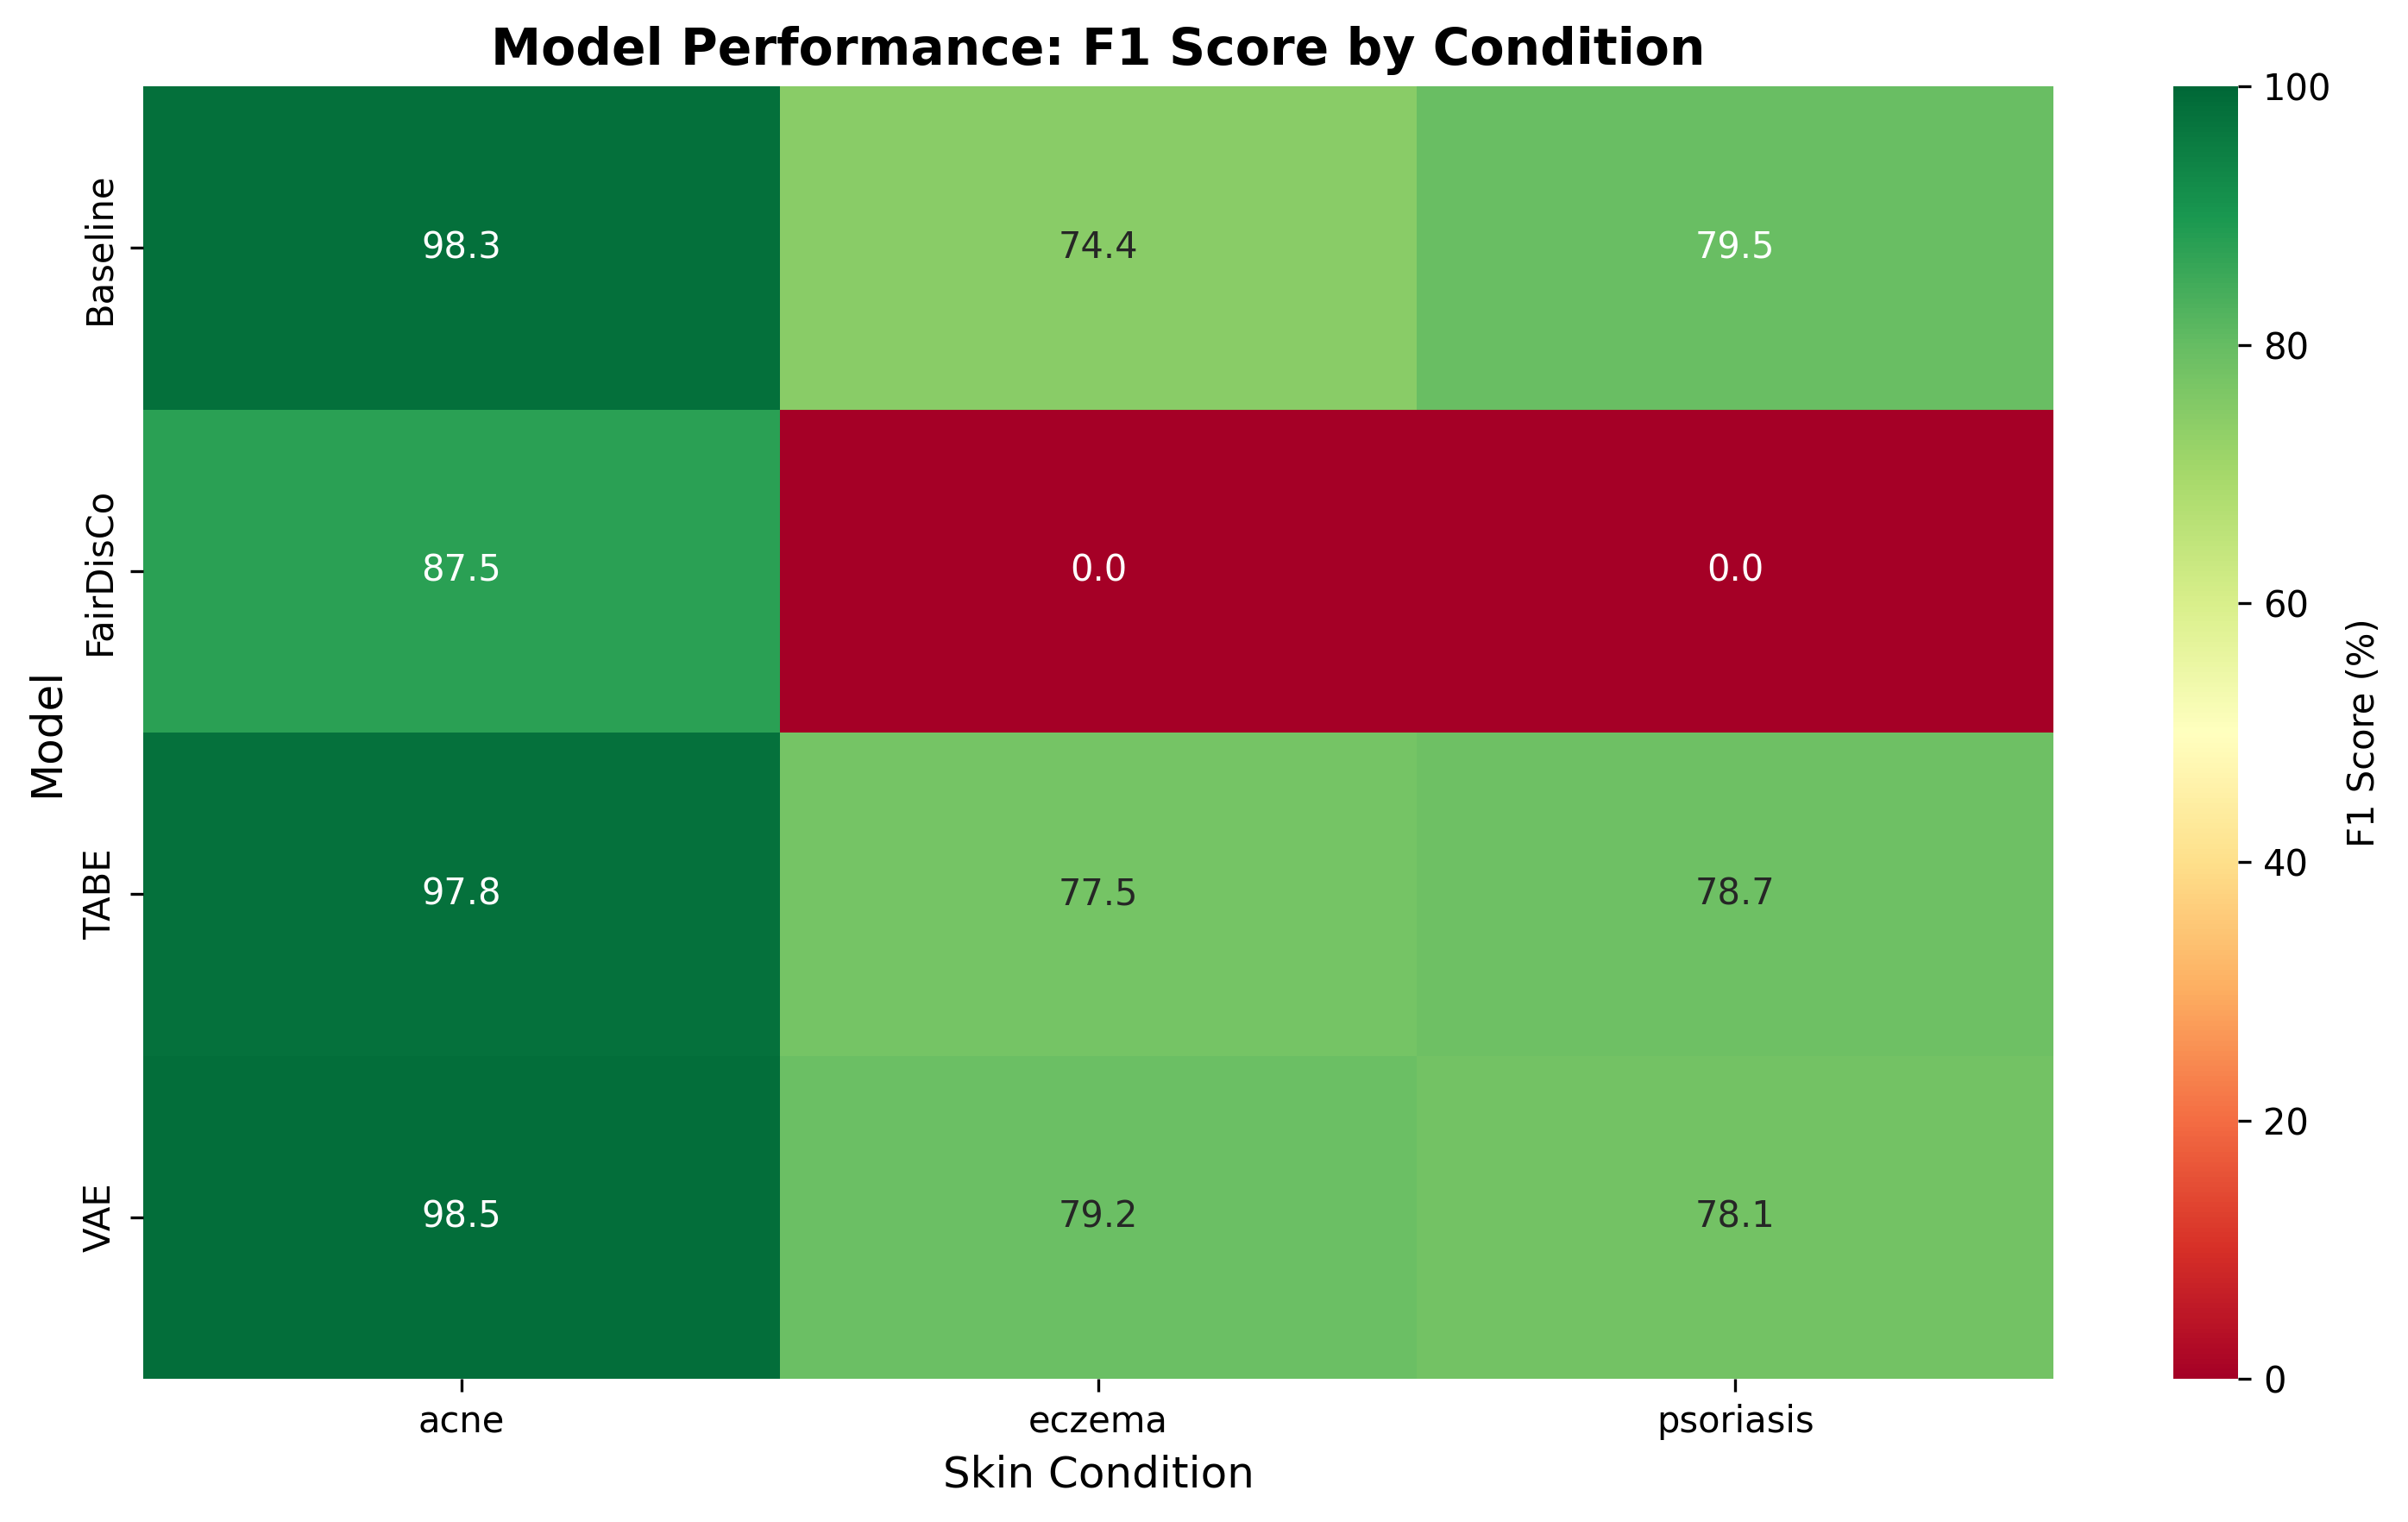 Model Performance: F1 Score by Condition
Model
Baseline
98.3 74.4 79.5
FairDisCo
87.5 0.0 0.0
TABE
97.8 77.5 78.7
VAE
98.5 79.2 78.1
acne eczema psoriasis
Skin Condition
100
80
60
40
20
0
F1 Score (%)